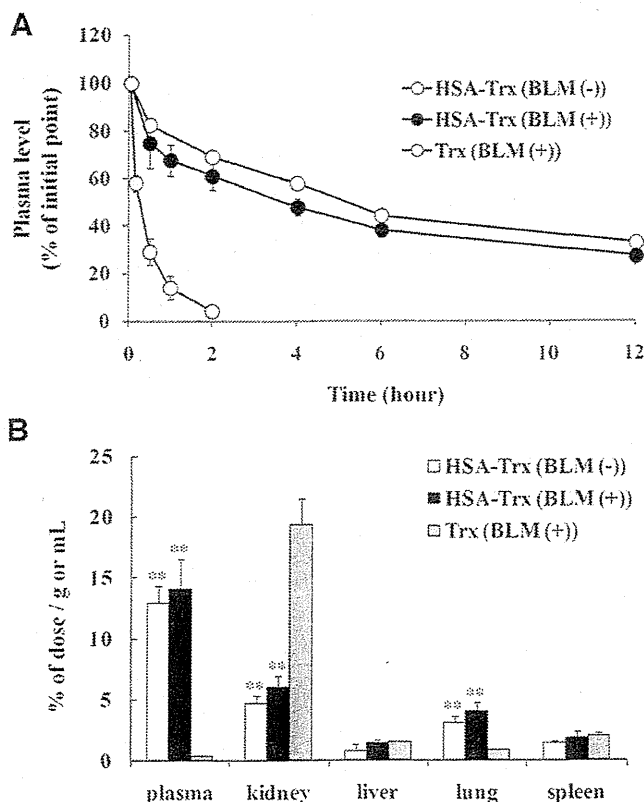 A
Plasma level
(% of initial point)
120
100
80
60
40
20
0
0
2
4
6
8
10
12
Time (hour)
HSA-Trx (BLM (-))
HSA-Trx (BLM (+))
Trx (BLM (+))
B
% of dose / g or mL
25
20
15
10
5
0
HSA-Trx (BLM (-))
HSA-Trx (BLM (+))
Trx (BLM (+))
** ** ** ** ** **
plasma kidney liver lung spleen